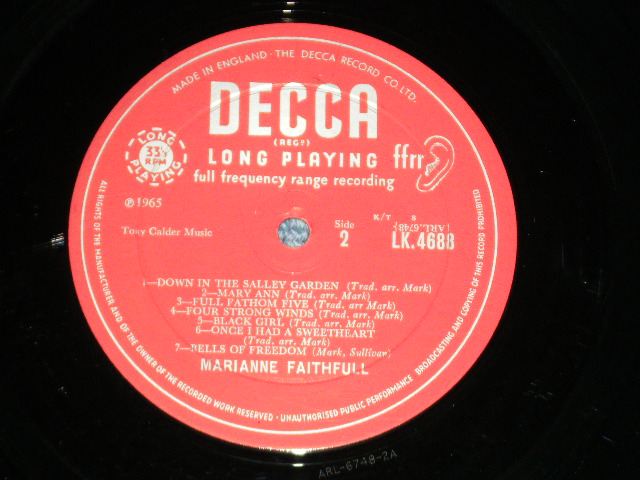 MADE IN ENGLAND · THE DECCA RECORD CO. LTD.
DECCA
(REGD)
LONG PLAYING
ffrr
full frequency range recording
LONG
33⅓
RPM
PLAYING
℗1965
Tony Calder Music
Side
2
K/T S
(ARL.6748)
LK.4688
1—DOWN IN THE SALLEY GARDEN (Trad. arr. Mark)
2—MARY ANN (Trad. arr. Mark)
3—FULL FATHOM FIVE (Trad. arr Mark)
4—FOUR STRONG WINDS (Trad. arr. Mark)
5—BLACK GIRL (Trad. arr. Mark)
6—ONCE I HAD A SWEETHEART
(Trad. arr. Mark)
7—BELLS OF FREEDOM (Mark, Sullivan)
MARIANNE FAITHFULL
ALL RIGHTS OF THE MANUFACTURER AND OF THE OWNER OF THE RECORDED WORK RESERVED · UNAUTHORISED PUBLIC PERFORMANCE BROADCASTING AND COPYING OF THIS RECORD PROHIBITED
ARL-6748-2A